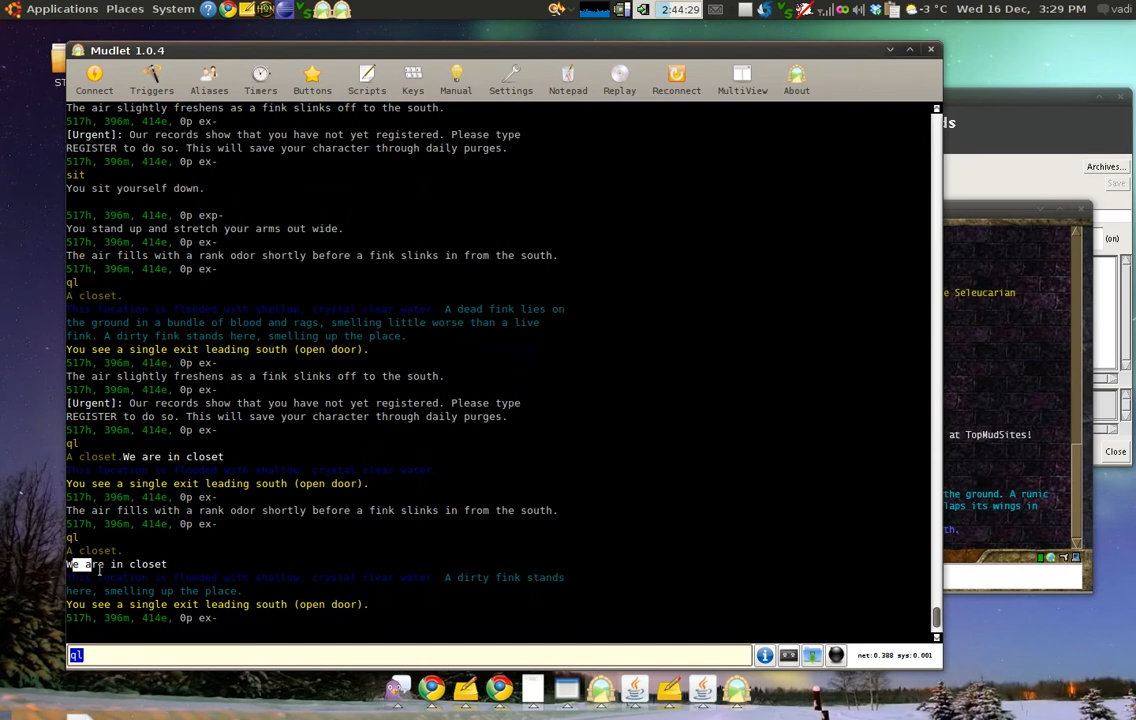 Applications Places System
2:44:29
-3 °C Wed 16 Dec, 3:29 PM vadi
Mudlet 1.0.4
Connect Triggers Aliases Timers Buttons Scripts Keys Manual Settings Notepad Replay Reconnect MultiView About
The air slightly freshens as a fink slinks off to the south.
517h, 396m, 414e, 0p ex-
[Urgent]: Our records show that you have not yet registered. Please type
REGISTER to do so. This will save your character through daily purges.
517h, 396m, 414e, 0p ex-
sit
You sit yourself down.
517h, 396m, 414e, 0p exp-
You stand up and stretch your arms out wide.
517h, 396m, 414e, 0p ex-
The air fills with a rank odor shortly before a fink slinks in from the south.
517h, 396m, 414e, 0p ex-
ql
A closet.
This location is flooded with shallow, crystal clear water. A dead fink lies on
the ground in a bundle of blood and rags, smelling little worse than a live
fink. A dirty fink stands here, smelling up the place.
You see a single exit leading south (open door).
517h, 396m, 414e, 0p ex-
The air slightly freshens as a fink slinks off to the south.
517h, 396m, 414e, 0p ex-
[Urgent]: Our records show that you have not yet registered. Please type
REGISTER to do so. This will save your character through daily purges.
517h, 396m, 414e, 0p ex-
ql
A closet.We are in closet
This location is flooded with shallow, crystal clear water.
You see a single exit leading south (open door).
517h, 396m, 414e, 0p ex-
The air fills with a rank odor shortly before a fink slinks in from the south.
517h, 396m, 414e, 0p ex-
ql
A closet.
We are in closet
This location is flooded with shallow, crystal clear water. A dirty fink stands
here, smelling up the place.
You see a single exit leading south (open door).
517h, 396m, 414e, 0p ex-
ql
net:0.388 sys:0.001
ds
Archives...
Save
(on)
e Seleucarian
at TopMudSites!
Close
the ground. A runic
laps its wings in
th.
ST